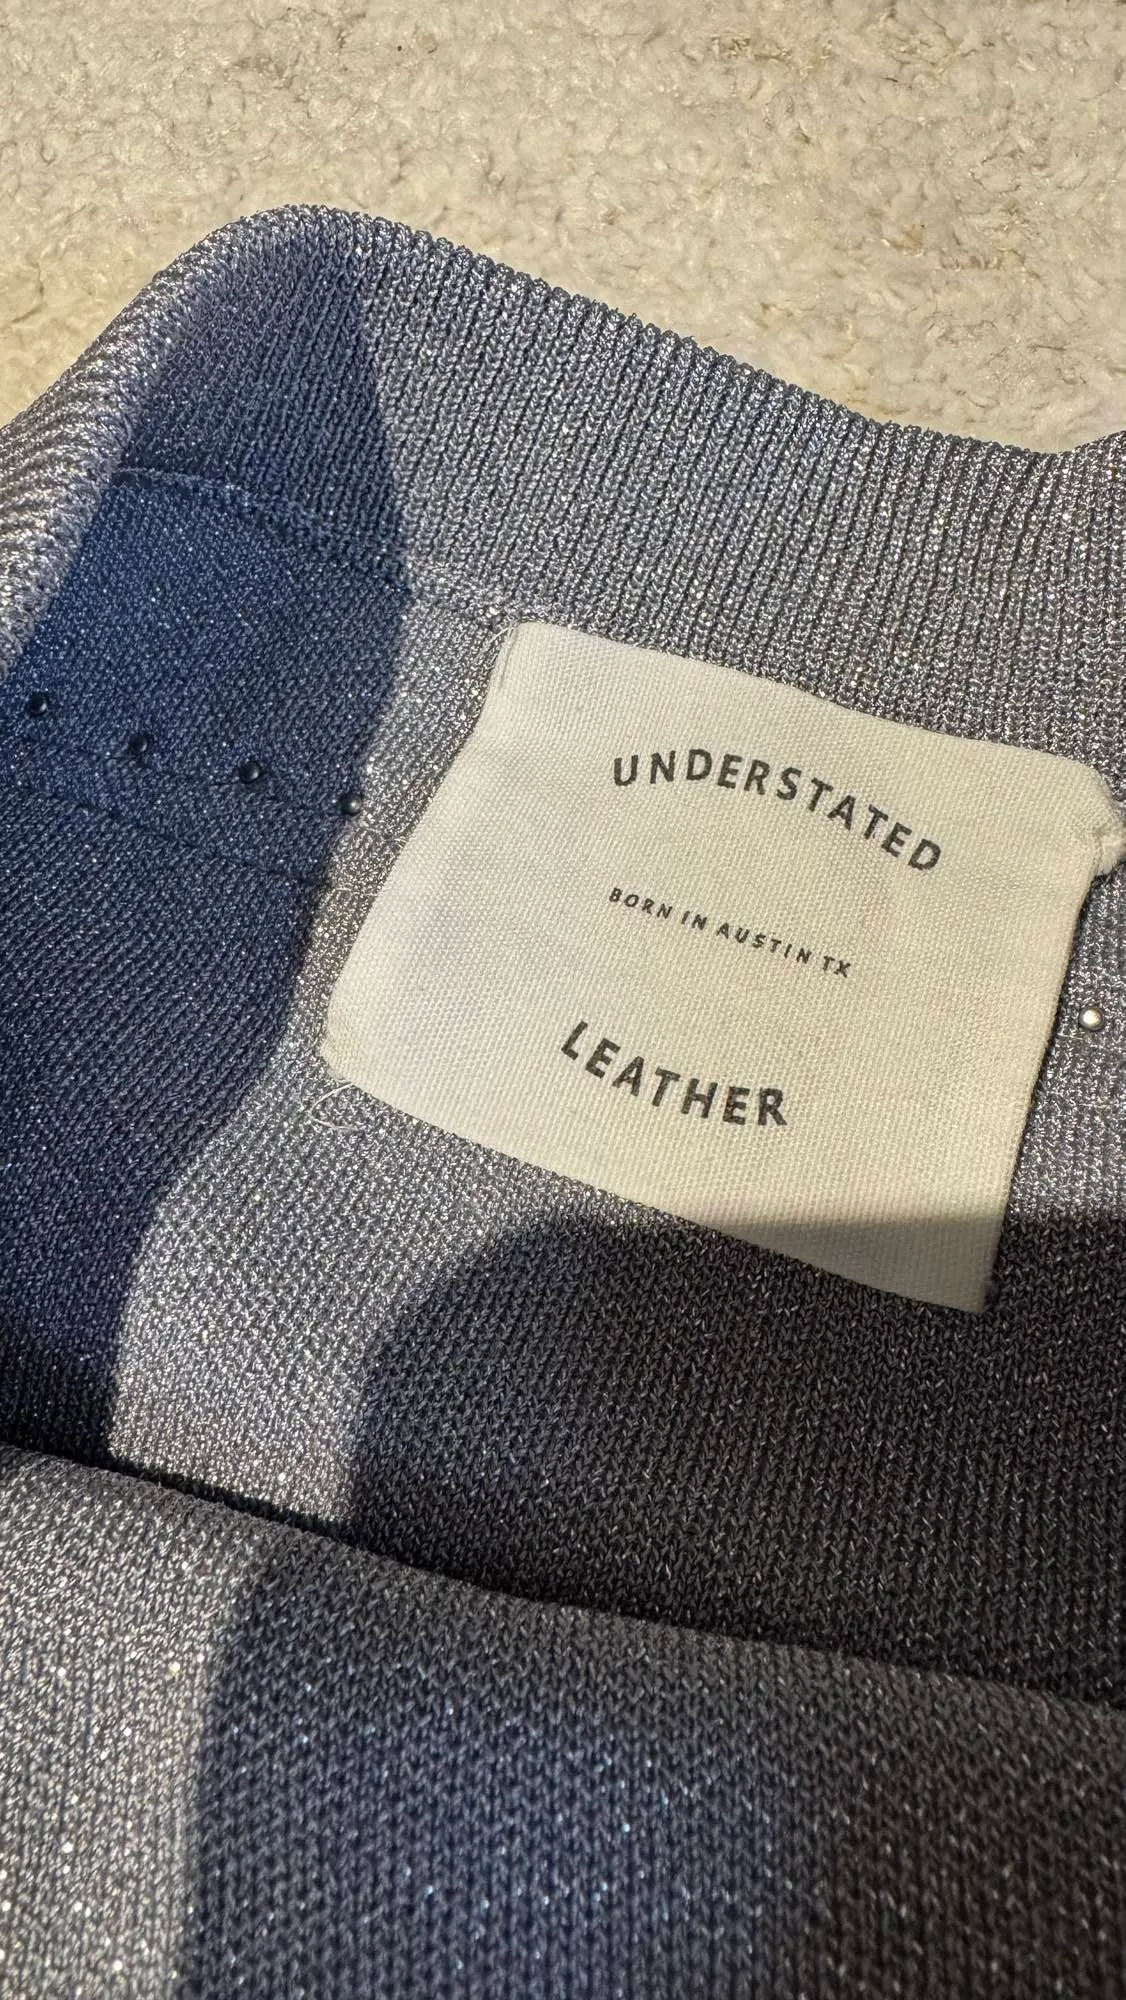 UNDERSTATED
BORN IN AUSTIN TX
LEATHER